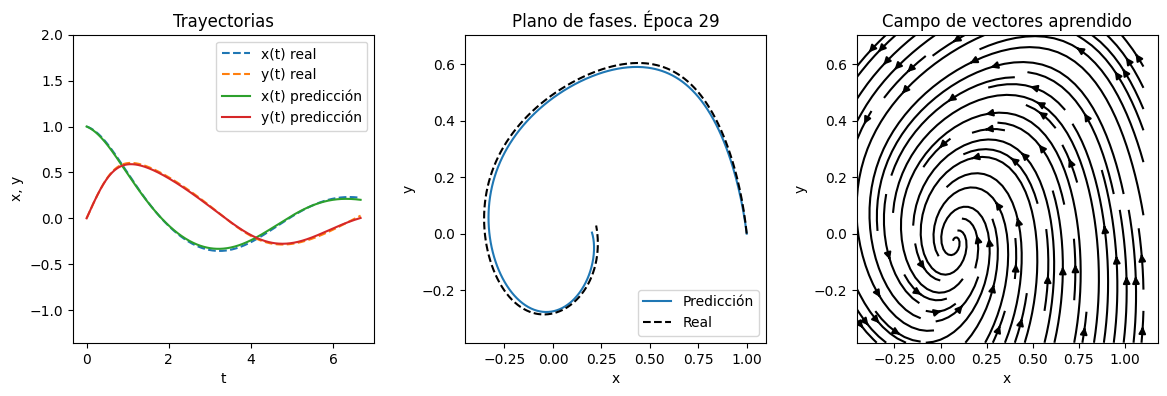 Trayectorias
2.0
1.5
1.0
0.5
0.0
−0.5
−1.0
x, y
0 2 4 6
t
x(t) real
y(t) real
x(t) predicción
y(t) predicción
Plano de fases. Época 29
0.6
0.4
0.2
0.0
−0.2
y
−0.25 0.00 0.25 0.50 0.75 1.00
x
Predicción
Real
Campo de vectores aprendido
0.6
0.4
0.2
0.0
−0.2
y
−0.25 0.00 0.25 0.50 0.75 1.00
x